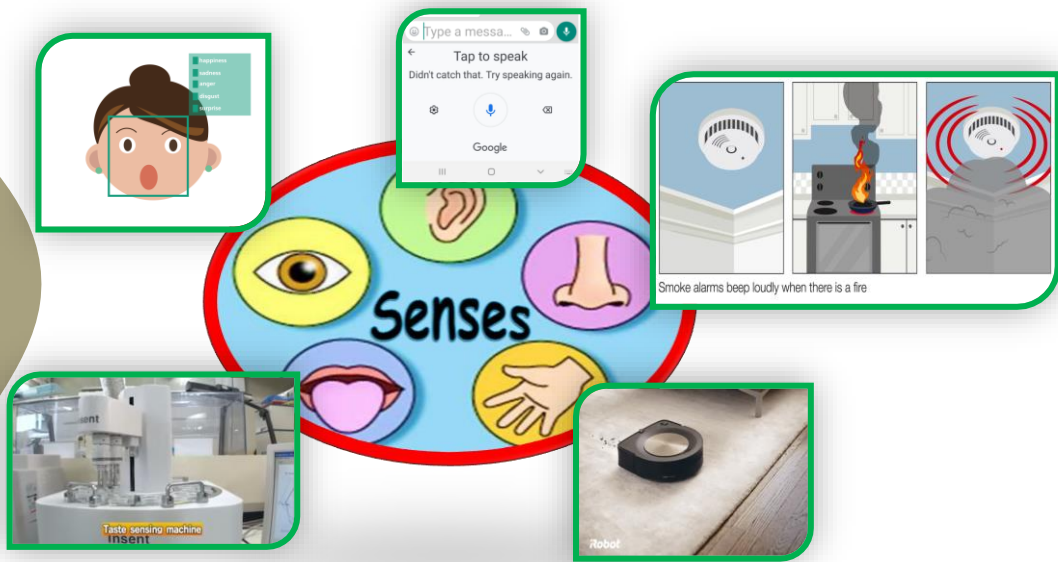 happiness
sadness
anger
disgust
surprise
Type a messa...
Tap to speak
Didn't catch that. Try speaking again.
Google
Smoke alarms beep loudly when there is a fire
Senses
Taste sensing machine
insent
iRobot